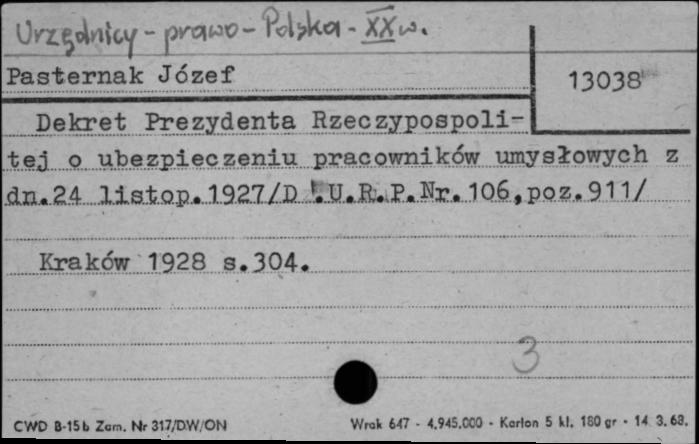 Urzędnicy - prawo - Polska - XX w.
Pasternak Józef
13038
Dekret Prezydenta Rzeczypospoli-
tej o ubezpieczeniu pracowników umysłowych z
dn.24 listop.1927/D .U.R.P.Nr.106,poz.911/
Kraków 1928 s.304.
3
CWD B-15b Zam. Nr 317/DW/ON
Wrak 647 - 4.945.000 - Karton 5 kl. 180 gr - 14.3.63.